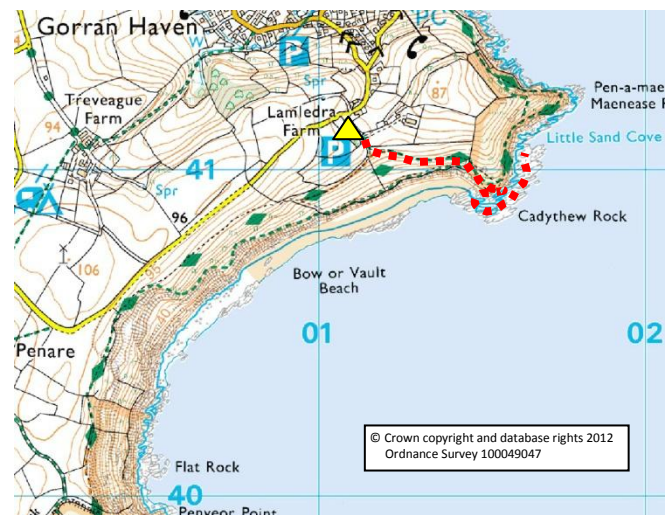 Gorran Haven
W
PC
P
Spr
87
Pen-a-mae
Maenease P
Treveague
Farm
94
Lamledra
Farm
P
Little Sand Cove
41
Spr
96
Cadythew Rock
106
Bow or Vault
Beach
01
02
Penare
© Crown copyright and database rights 2012
Ordnance Survey 100049047
Flat Rock
40
Penveor Point